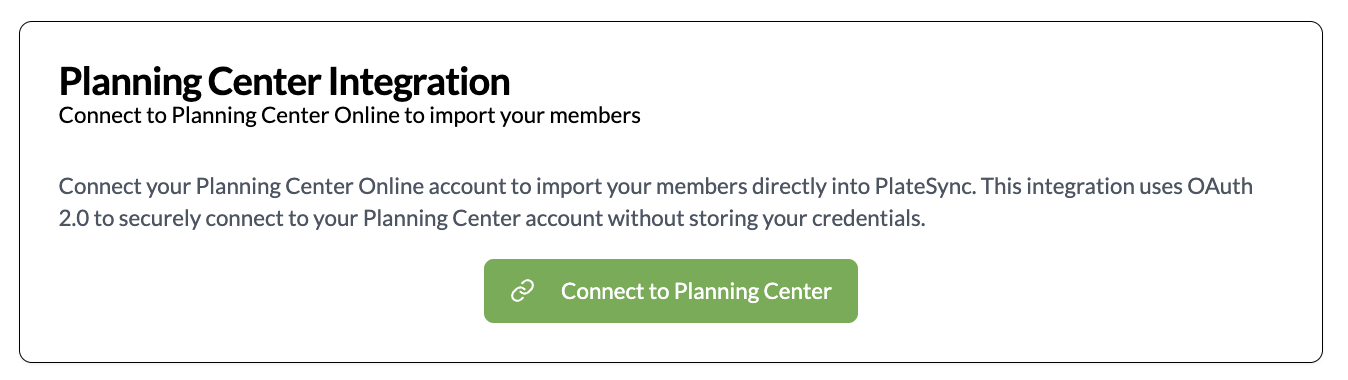 Planning Center Integration
Connect to Planning Center Online to import your members
Connect your Planning Center Online account to import your members directly into PlateSync. This integration uses OAuth
2.0 to securely connect to your Planning Center account without storing your credentials.
Connect to Planning Center